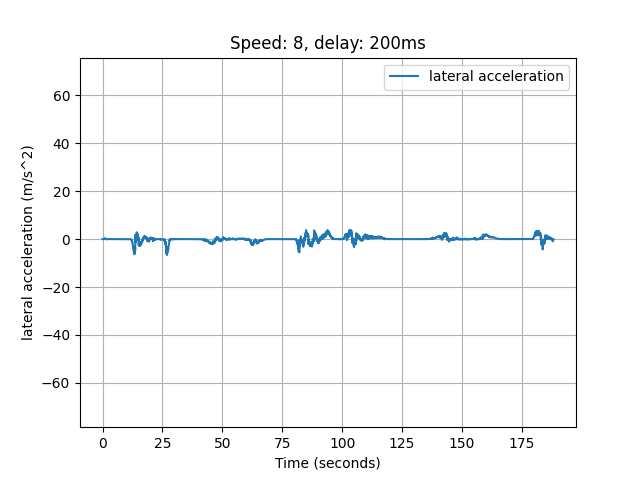 Speed: 8, delay: 200ms
lateral acceleration
lateral acceleration (m/s^2)
60
40
20
0
−20
−40
−60
0 25 50 75 100 125 150 175
Time (seconds)